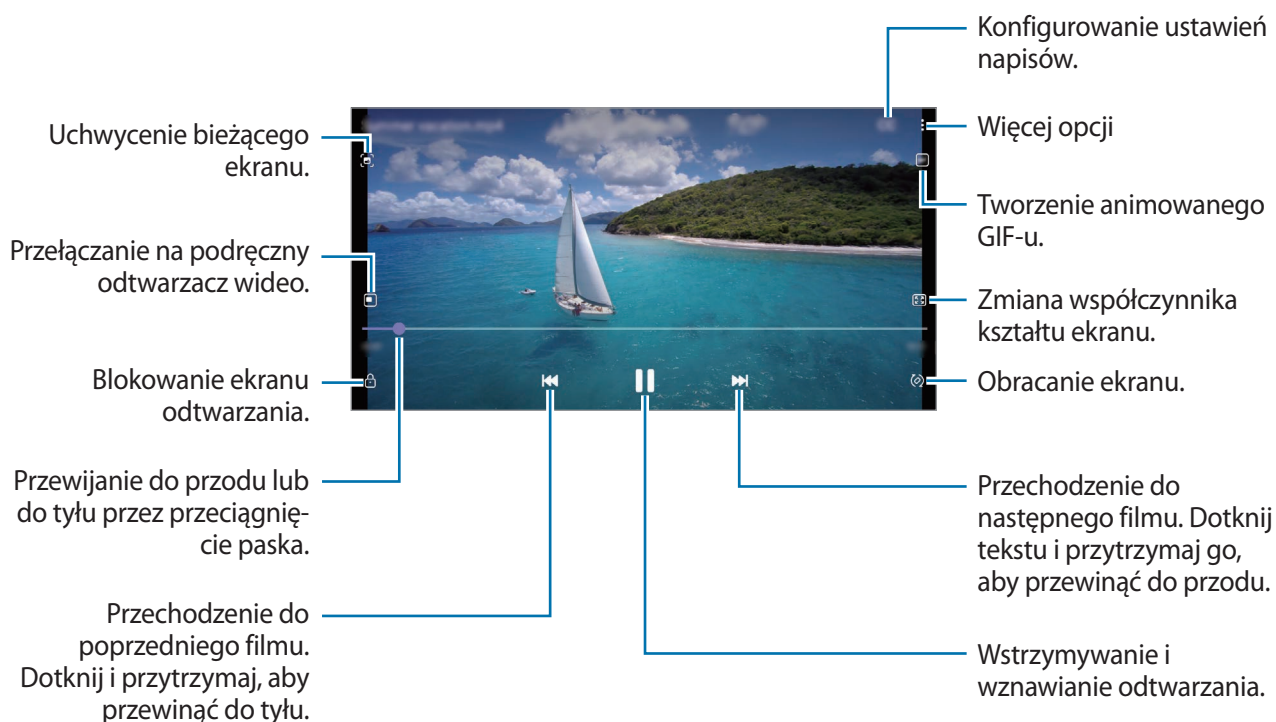 Konfigurowanie ustawień
napisów.
Uchwycenie bieżącego
ekranu.
Więcej opcji
Tworzenie animowanego
GIF-u.
Przełączanie na podręczny
odtwarzacz wideo.
Zmiana współczynnika
kształtu ekranu.
Blokowanie ekranu
odtwarzania.
Obracanie ekranu.
Przewijanie do przodu lub
do tyłu przez przeciągnię-
cie paska.
Przechodzenie do
następnego filmu. Dotknij
tekstu i przytrzymaj go,
aby przewinąć do przodu.
Przechodzenie do
poprzedniego filmu.
Dotknij i przytrzymaj, aby
przewinąć do tyłu.
Wstrzymywanie i
wznawianie odtwarzania.